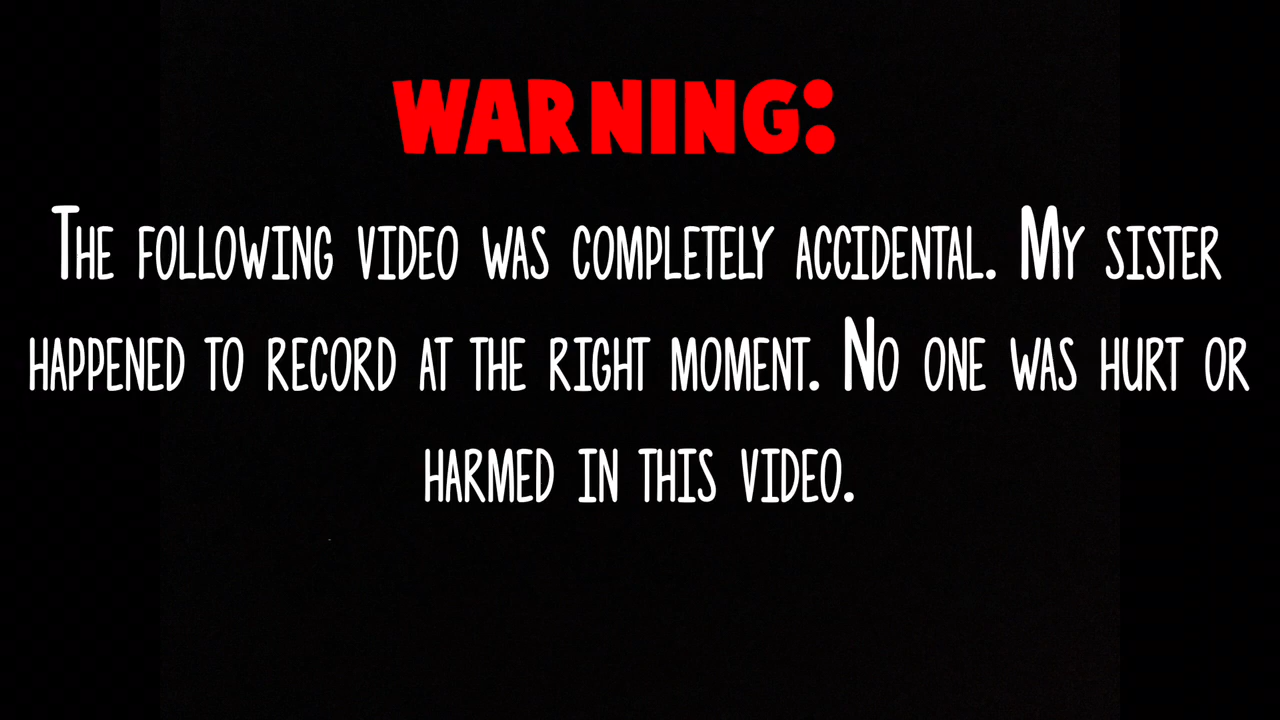 WARNING:
The following video was completely accidental. My sister
happened to record at the right moment. No one was hurt or
harmed in this video.